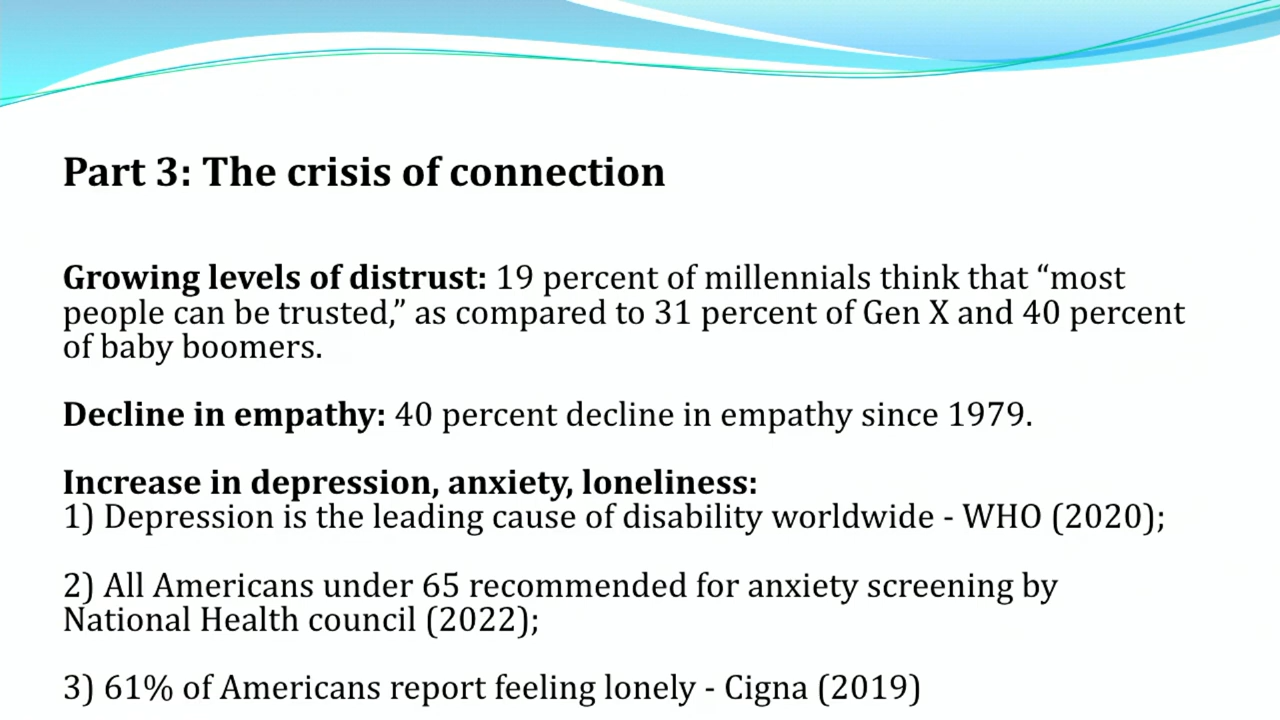 Part 3: The crisis of connection
Growing levels of distrust: 19 percent of millennials think that “most
people can be trusted,” as compared to 31 percent of Gen X and 40 percent
of baby boomers.
Decline in empathy: 40 percent decline in empathy since 1979.
Increase in depression, anxiety, loneliness:
1) Depression is the leading cause of disability worldwide - WHO (2020);
2) All Americans under 65 recommended for anxiety screening by
National Health council (2022);
3) 61% of Americans report feeling lonely - Cigna (2019)